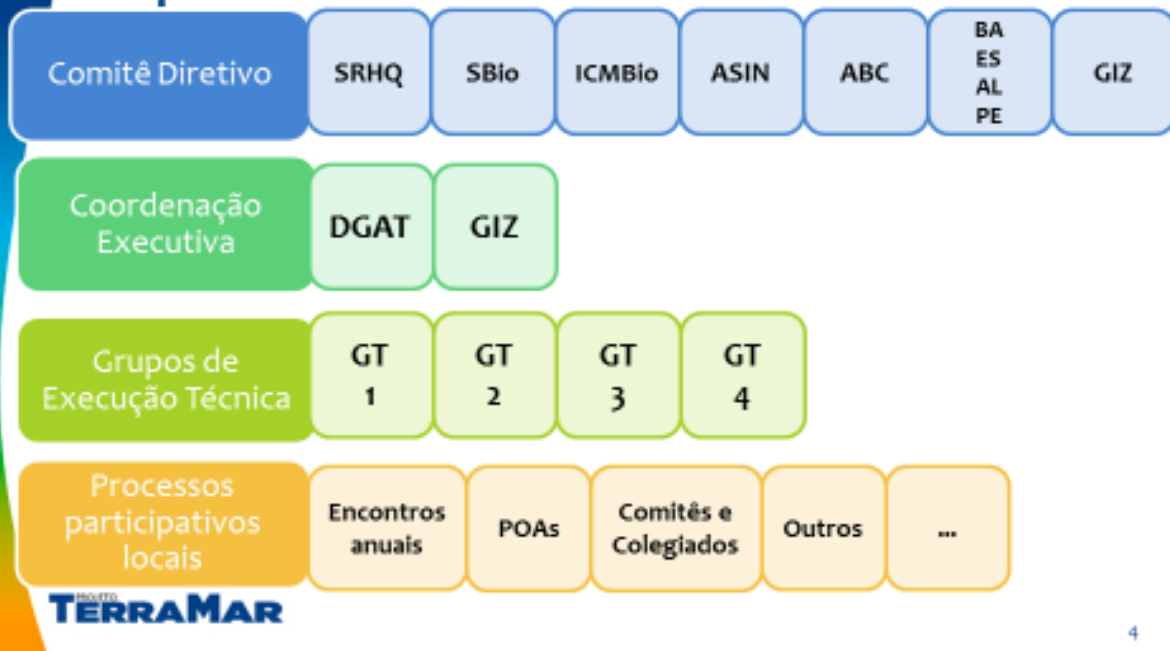 Comitê Diretivo
SRHQ
SBio
ICMBio
ASIN
ABC
BA
ES
AL
PE
GIZ
Coordenação
Executiva
DGAT
GIZ
Grupos de
Execução Técnica
GT
1
GT
2
GT
3
GT
4
Processos
participativos
locais
Encontros
anuais
POAs
Comitês e
Colegiados
Outros
...
PROJETO
TERRAMAR
4